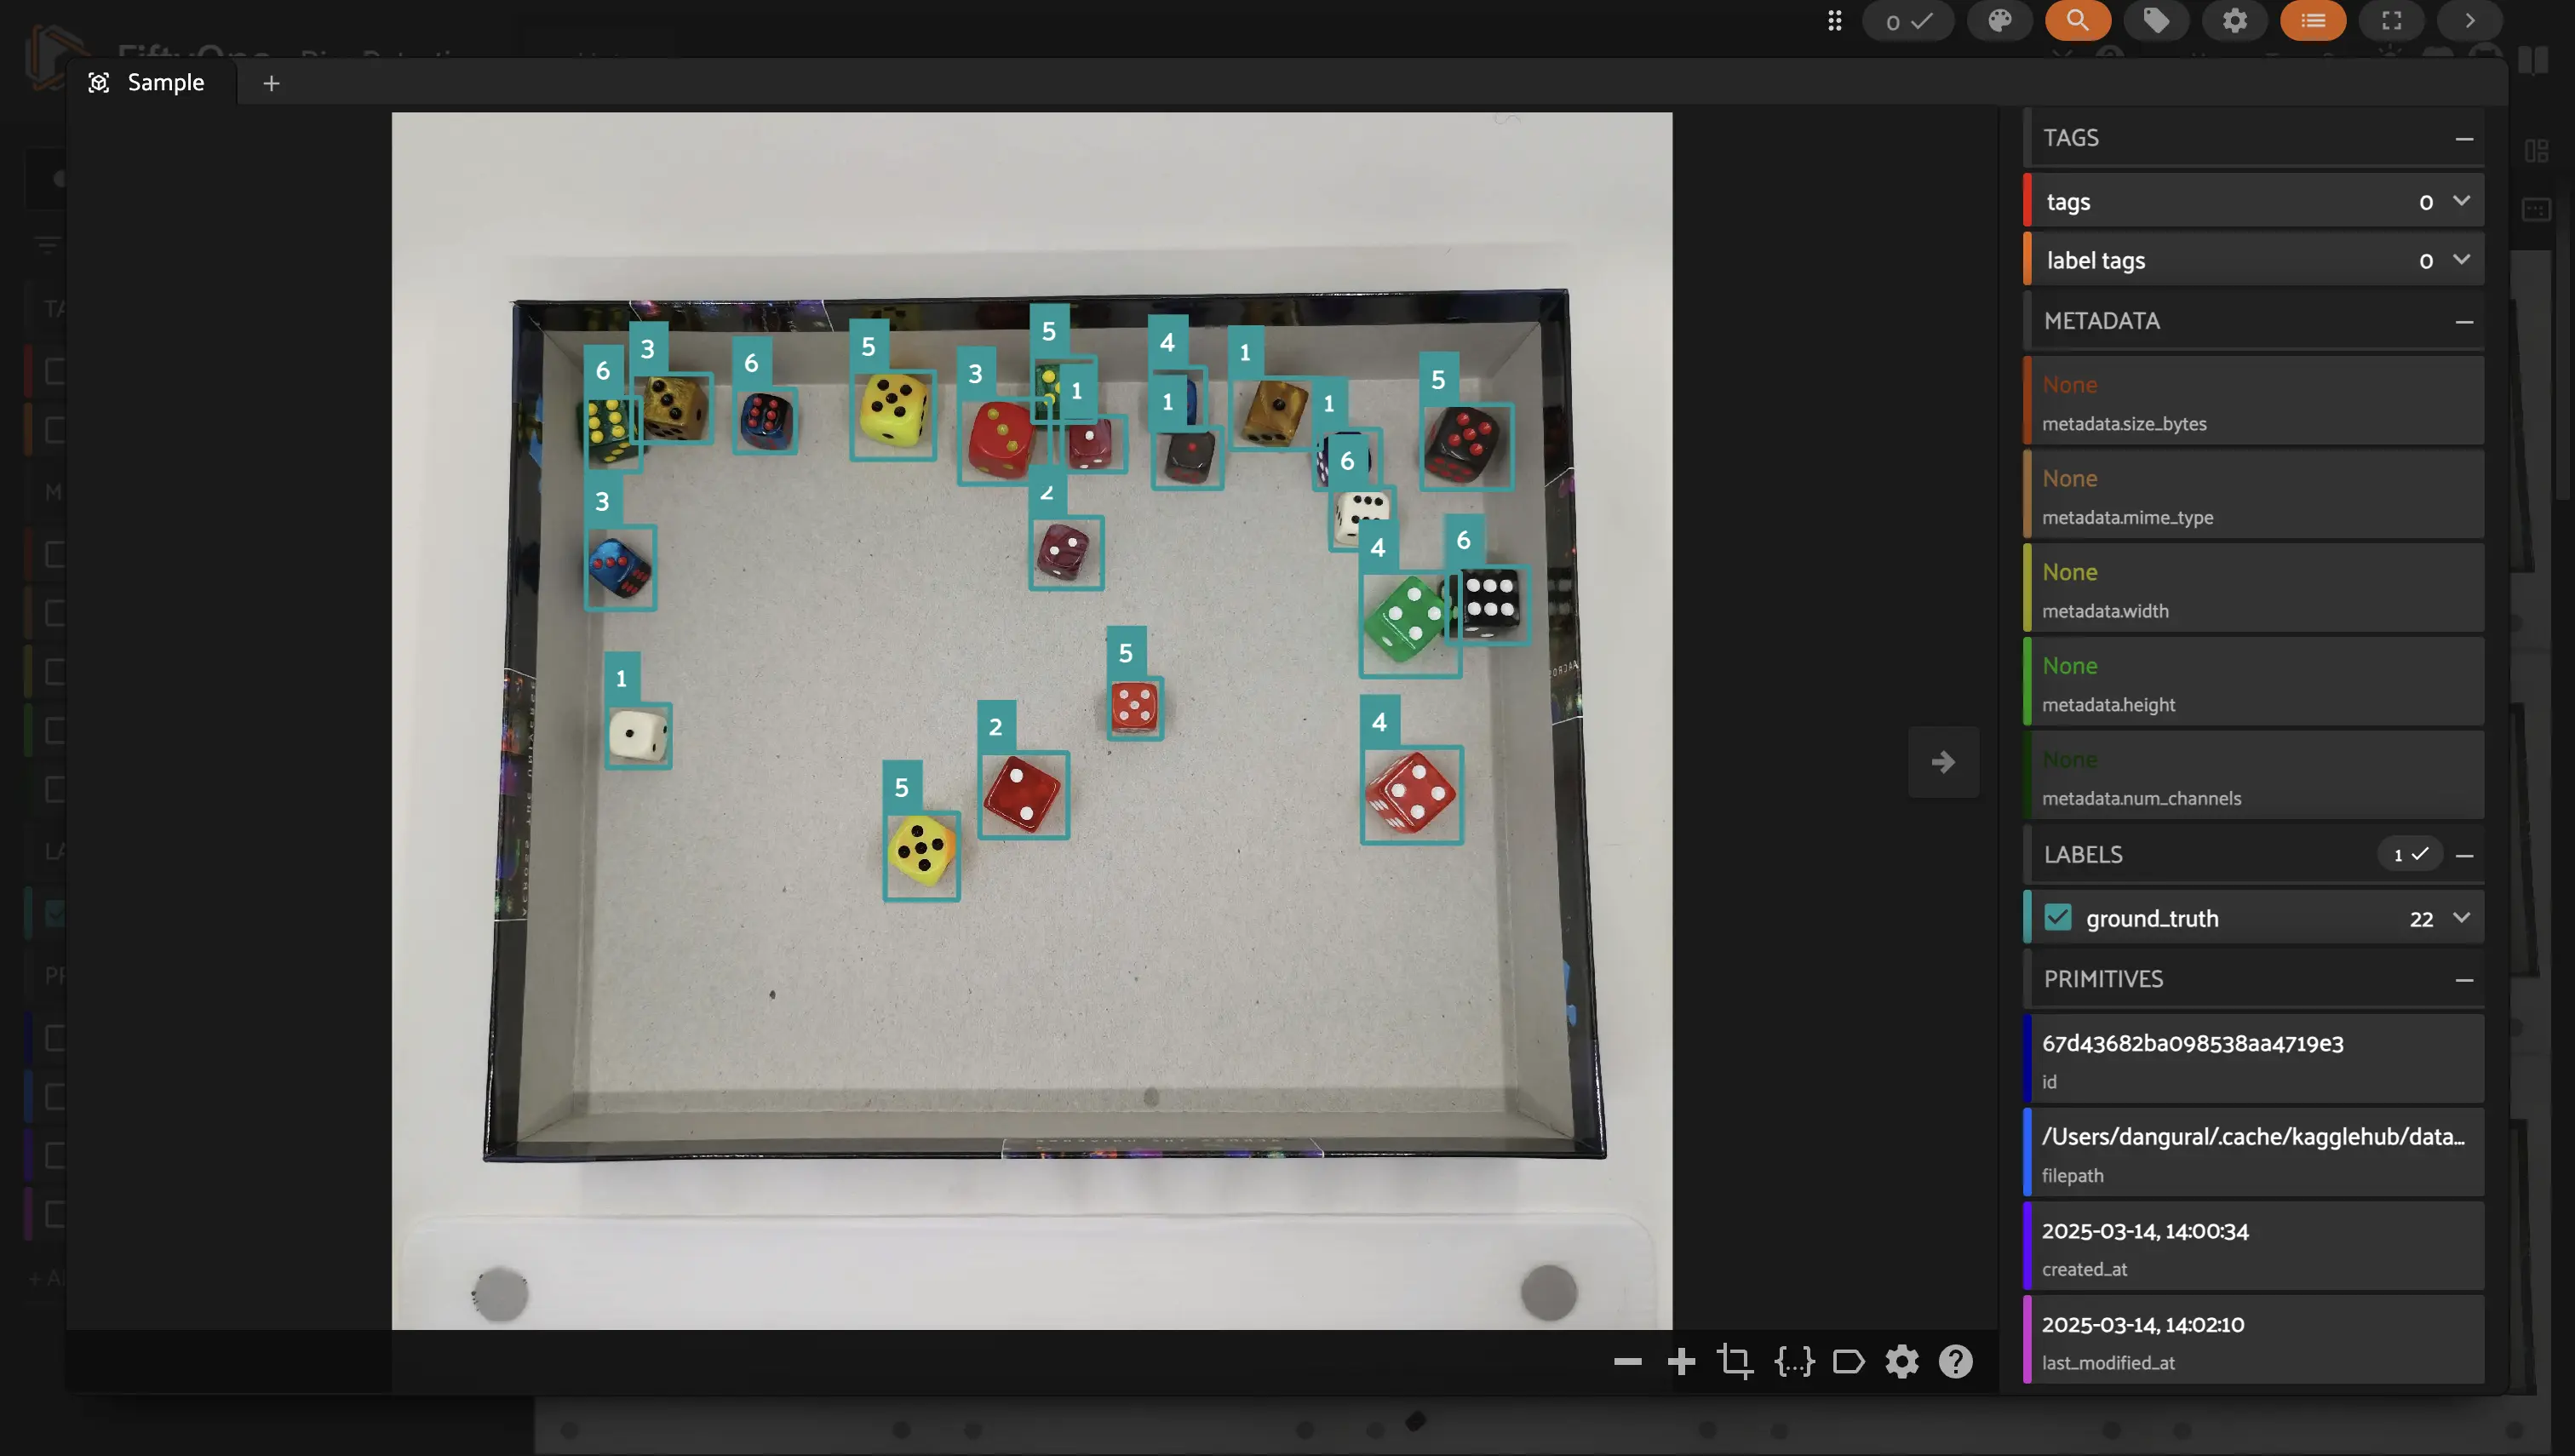 FiftyOne
0
Sample
+
TAGS
tags 0
label tags 0
METADATA
None
metadata.size_bytes
None
metadata.mime_type
None
metadata.width
None
metadata.height
None
metadata.num_channels
LABELS 1
ground_truth 22
PRIMITIVES
67d43682ba098538aa4719e3
id
/Users/dangural/.cache/kagglehub/data...
filepath
2025-03-14, 14:00:34
created_at
2025-03-14, 14:02:10
last_modified_at
5
4
3
5
1
6
6
3
5
1
1
1
6
3
2
6
4
5
1
4
2
5
{...}
?